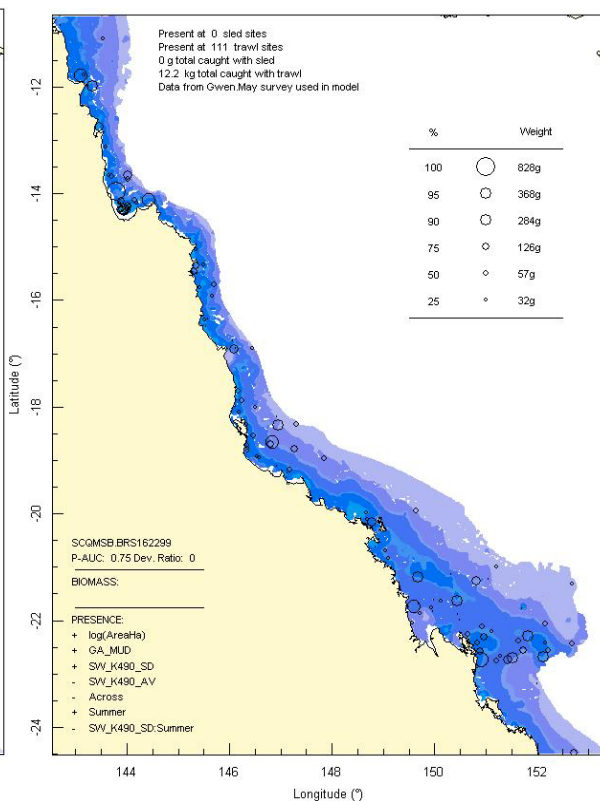 Present at 0 sled sites
Present at 111 trawl sites
0 g total caught with sled
12.2 kg total caught with trawl
Data from Gwen.May survey used in model
% Weight
100 828g
95 368g
90 284g
75 126g
50 57g
25 32g
-12
-14
-16
-18
-20
-22
-24
Latitude (°)
SCQMSB.BRS162299
P-AUC: 0.75 Dev. Ratio: 0
BIOMASS:
PRESENCE:
+ log(AreaHa)
+ GA_MUD
+ SW_K490_SD
- SW_K490_AV
- Across
+ Summer
- SW_K490_SD:Summer
144 146 148 150 152
Longitude (°)